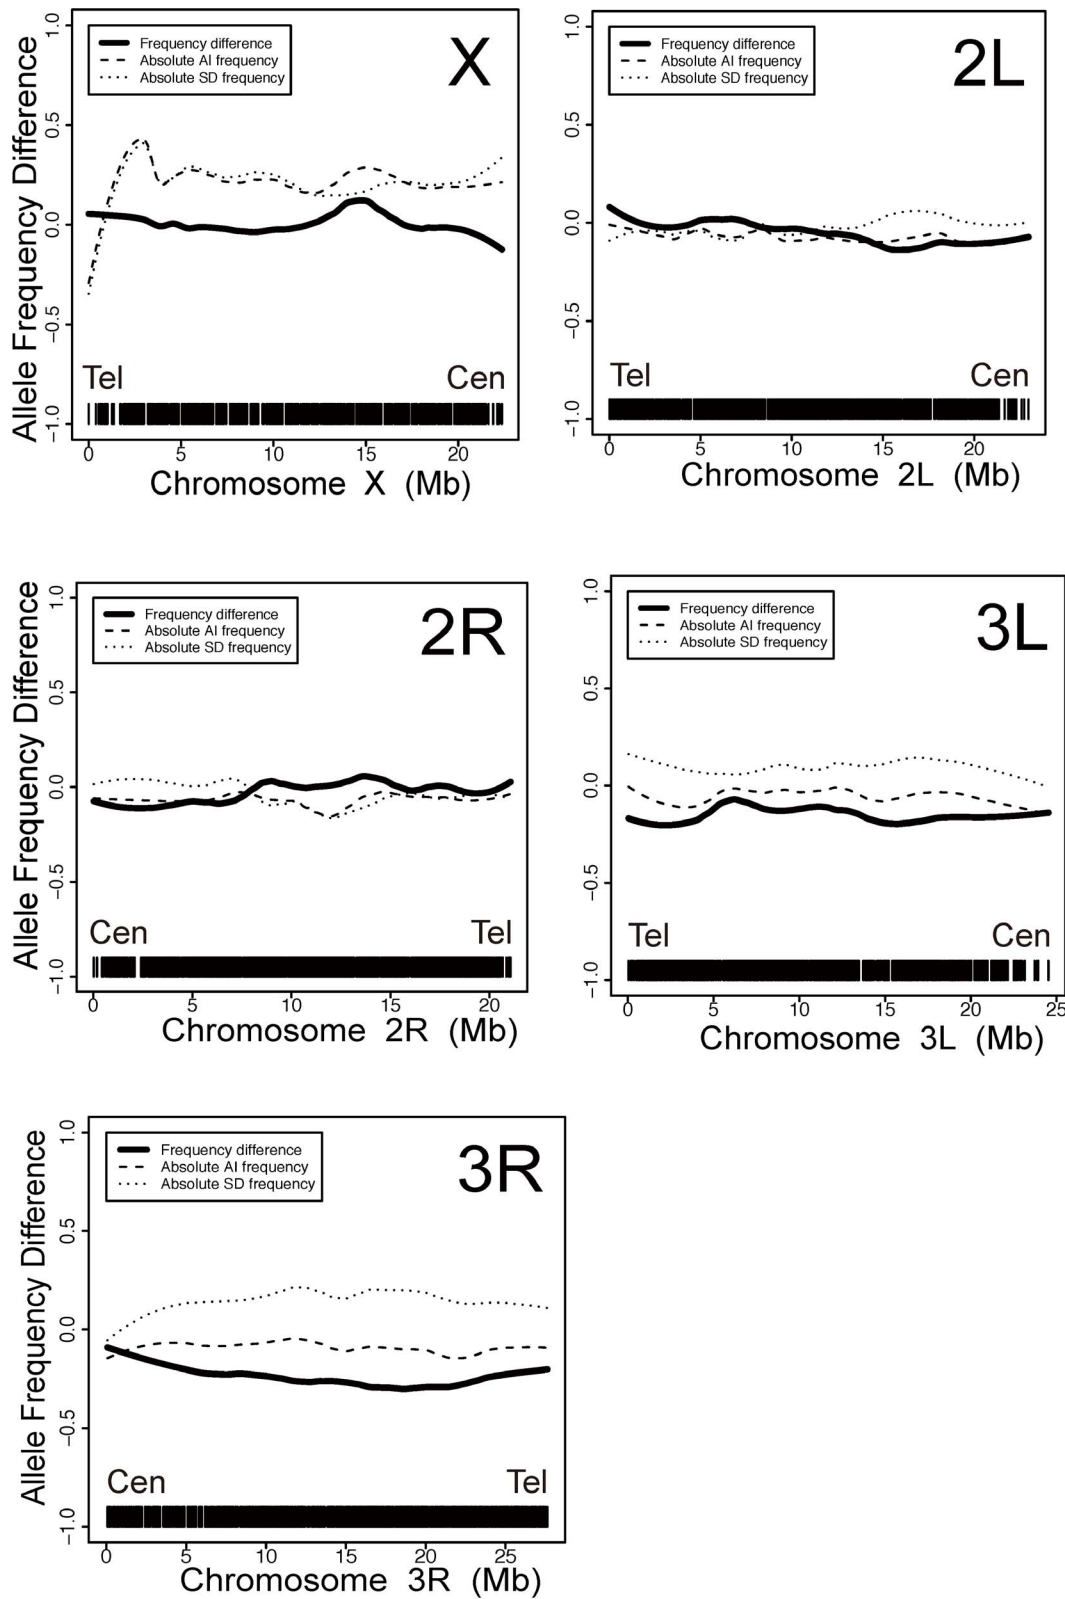 Allele Frequency Difference
1.0
0.5
0.0
−0.5
−1.0
Frequency difference
Absolute AI frequency
Absolute SD frequency
X
Tel
Cen
0 5 10 15 20
Chromosome X (Mb)
1.0
0.5
0.0
−0.5
−1.0
Frequency difference
Absolute AI frequency
Absolute SD frequency
2L
Tel
Cen
0 5 10 15 20
Chromosome 2L (Mb)
Allele Frequency Difference
1.0
0.5
0.0
−0.5
−1.0
Frequency difference
Absolute AI frequency
Absolute SD frequency
2R
Cen
Tel
0 5 10 15 20
Chromosome 2R (Mb)
1.0
0.5
0.0
−0.5
−1.0
Frequency difference
Absolute AI frequency
Absolute SD frequency
3L
Tel
Cen
0 5 10 15 20 25
Chromosome 3L (Mb)
Allele Frequency Difference
1.0
0.5
0.0
−0.5
−1.0
Frequency difference
Absolute AI frequency
Absolute SD frequency
3R
Cen
Tel
0 5 10 15 20 25
Chromosome 3R (Mb)